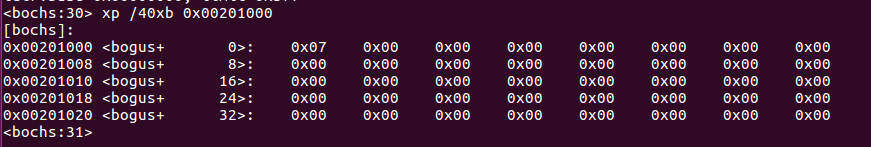 <bochs:30> xp /40xb 0x00201000
[bochs]:
0x00201000 <bogus+       0>:    0x07    0x00    0x00    0x00    0x00    0x00    0x00    0x00
0x00201008 <bogus+       8>:    0x00    0x00    0x00    0x00    0x00    0x00    0x00    0x00
0x00201010 <bogus+      16>:    0x00    0x00    0x00    0x00    0x00    0x00    0x00    0x00
0x00201018 <bogus+      24>:    0x00    0x00    0x00    0x00    0x00    0x00    0x00    0x00
0x00201020 <bogus+      32>:    0x00    0x00    0x00    0x00    0x00    0x00    0x00    0x00
<bochs:31>